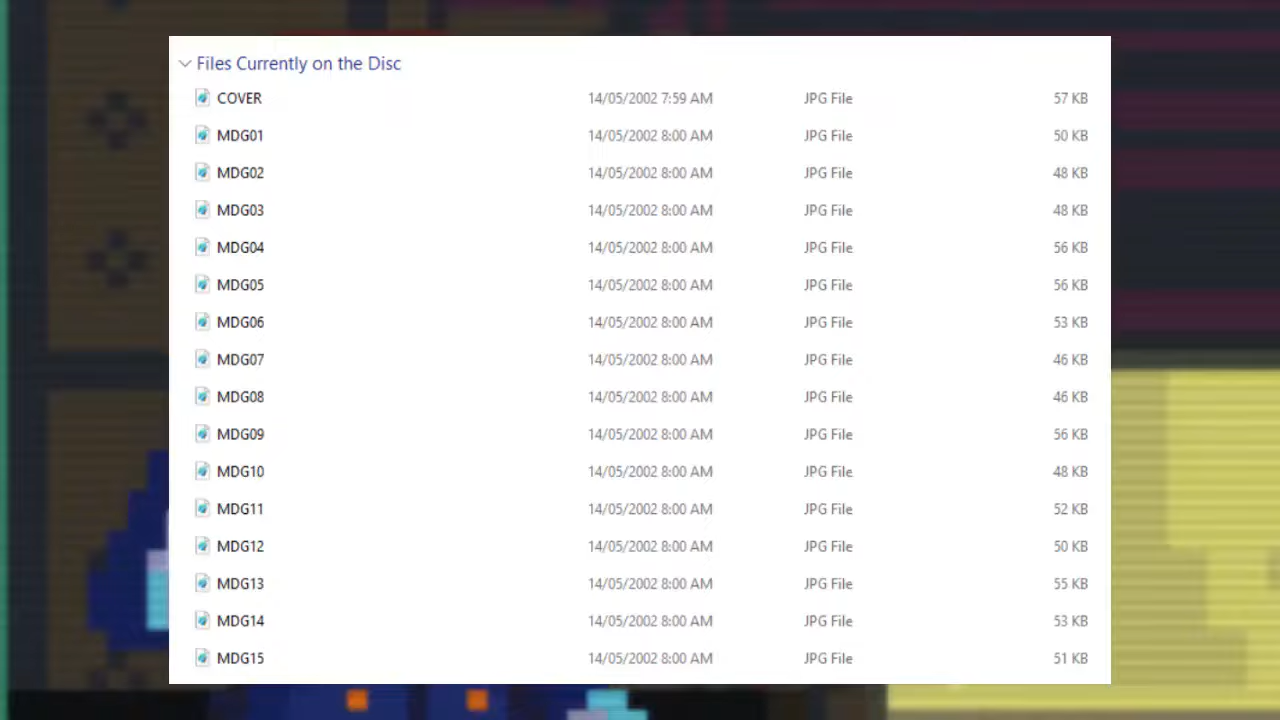 Files Currently on the Disc
COVER 14/05/2002 7:59 AM JPG File 57 KB
MDG01 14/05/2002 8:00 AM JPG File 50 KB
MDG02 14/05/2002 8:00 AM JPG File 48 KB
MDG03 14/05/2002 8:00 AM JPG File 48 KB
MDG04 14/05/2002 8:00 AM JPG File 56 KB
MDG05 14/05/2002 8:00 AM JPG File 56 KB
MDG06 14/05/2002 8:00 AM JPG File 53 KB
MDG07 14/05/2002 8:00 AM JPG File 46 KB
MDG08 14/05/2002 8:00 AM JPG File 46 KB
MDG09 14/05/2002 8:00 AM JPG File 56 KB
MDG10 14/05/2002 8:00 AM JPG File 48 KB
MDG11 14/05/2002 8:00 AM JPG File 52 KB
MDG12 14/05/2002 8:00 AM JPG File 50 KB
MDG13 14/05/2002 8:00 AM JPG File 55 KB
MDG14 14/05/2002 8:00 AM JPG File 53 KB
MDG15 14/05/2002 8:00 AM JPG File 51 KB